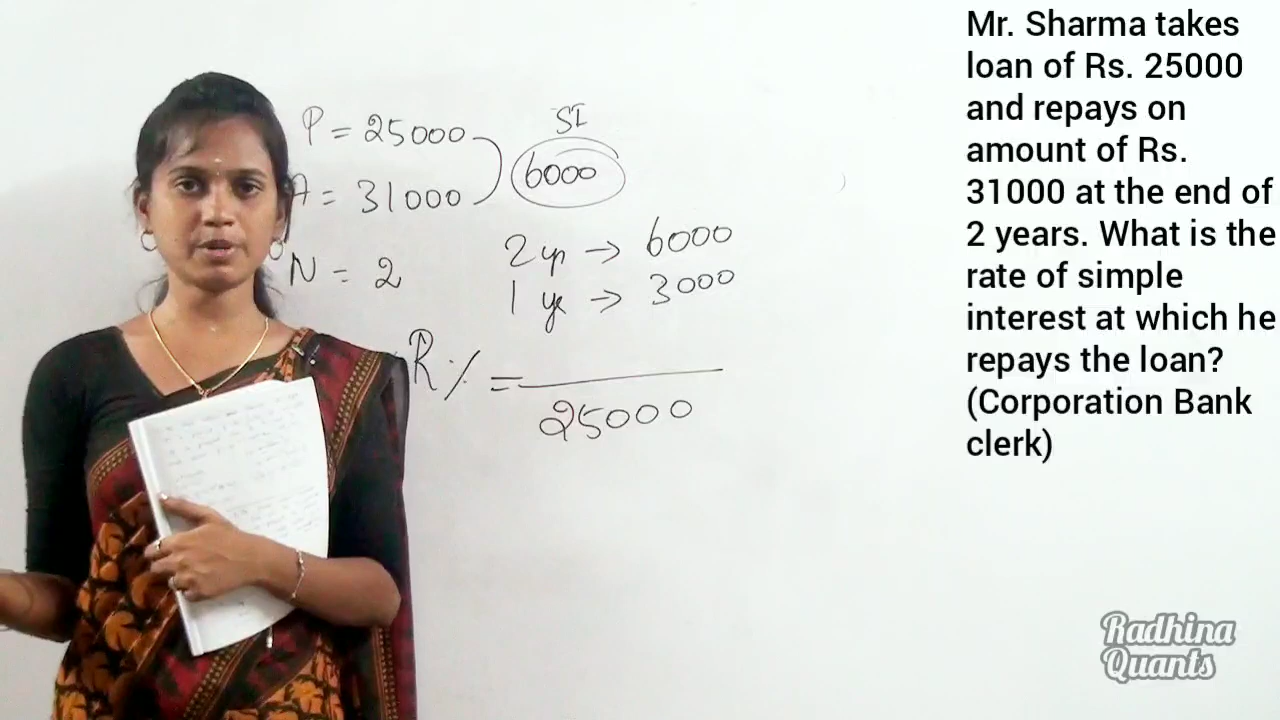 P = 25000
SI
6000
A = 31000
N = 2
2 yr → 6000
1 yr → 3000
R % =
25000
Mr. Sharma takes
loan of Rs. 25000
and repays on
amount of Rs.
31000 at the end of
2 years. What is the
rate of simple
interest at which he
repays the loan?
(Corporation Bank
clerk)
Radhina
Quants